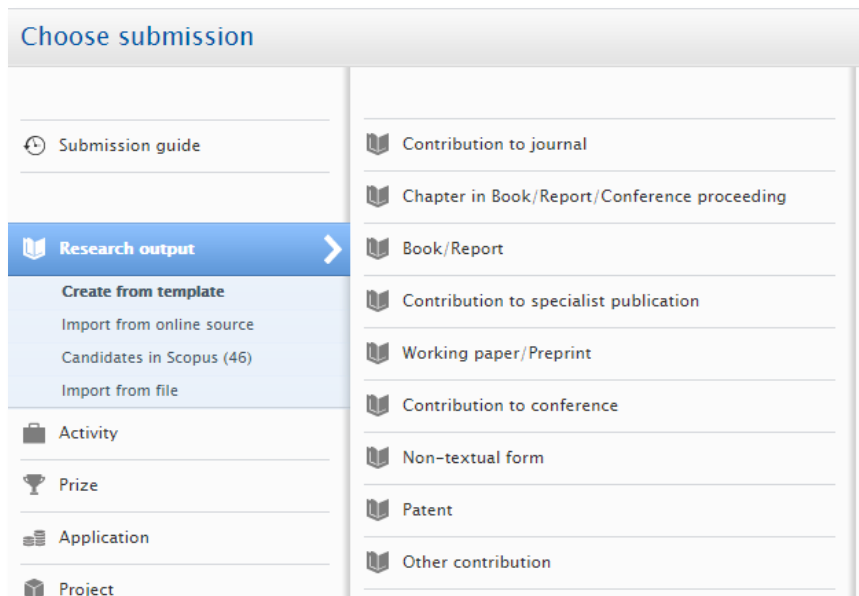 Choose submission
Submission guide
Research output
Create from template
Import from online source
Candidates in Scopus (46)
Import from file
Activity
Prize
Application
Project
Contribution to journal
Chapter in Book/Report/Conference proceeding
Book/Report
Contribution to specialist publication
Working paper/Preprint
Contribution to conference
Non-textual form
Patent
Other contribution